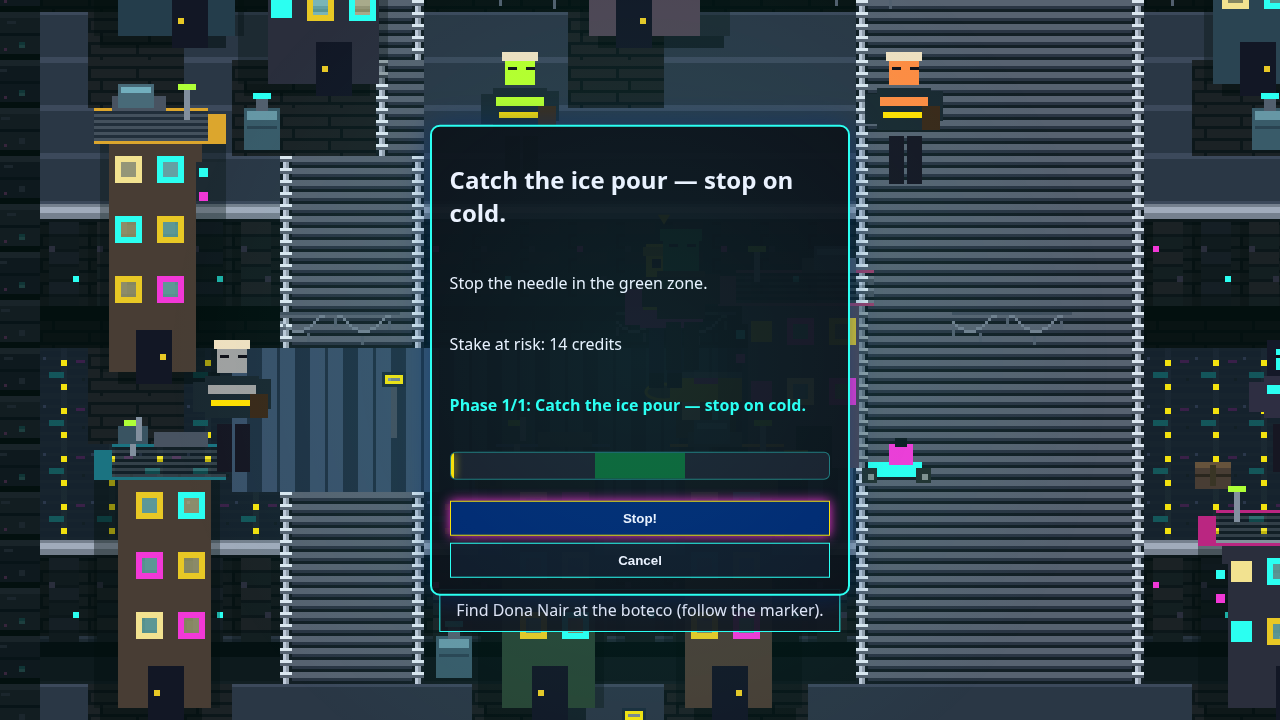 Catch the ice pour — stop on
cold.
Stop the needle in the green zone.
Stake at risk: 14 credits
Phase 1/1: Catch the ice pour — stop on cold.
Stop!
Cancel
Find Dona Nair at the boteco (follow the marker).